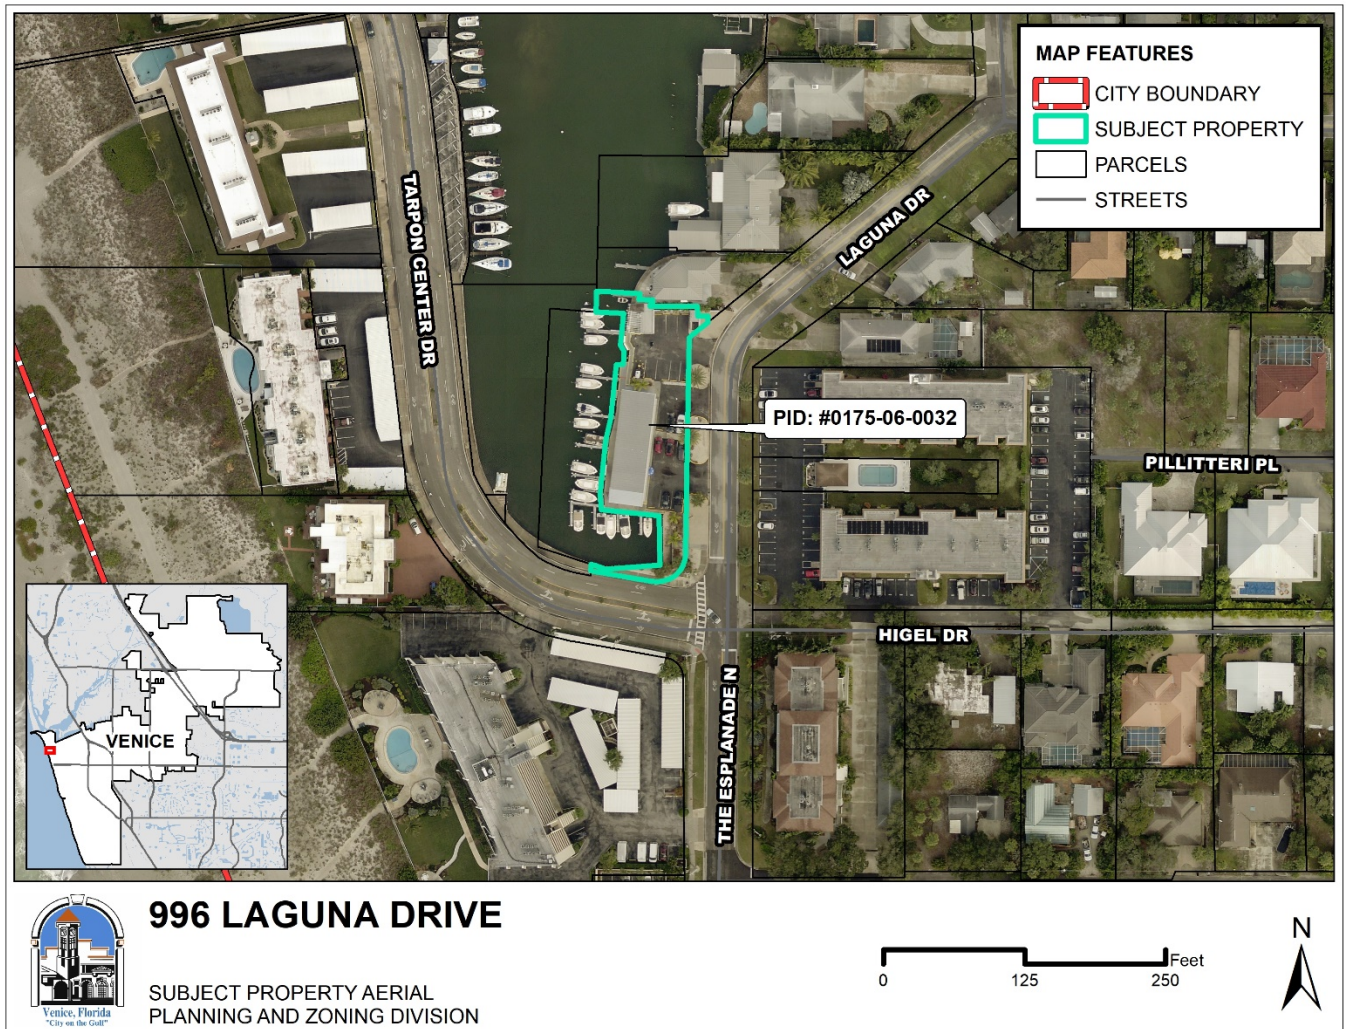 MAP FEATURES
CITY BOUNDARY
SUBJECT PROPERTY
PARCELS
STREETS
TARPON CENTER DR
LAGUNA DR
PID: #0175-06-0032
PILLITTERI PL
HIGEL DR
THE ESPLANADE N
VENICE
996 LAGUNA DRIVE
SUBJECT PROPERTY AERIAL
PLANNING AND ZONING DIVISION
Venice, Florida
"City on the Gulf"
0 125 250 Feet
N